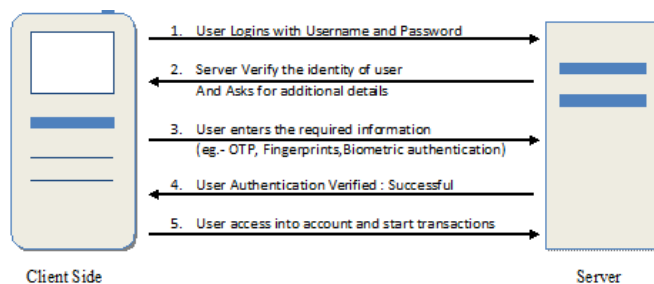 1. User Logins with Username and Password
2. Server Verify the identity of user
And Asks for additional details
3. User enters the required information
(eg.- OTP, Fingerprints,Biometric authentication)
4. User Authentication Verified : Successful
5. User access into account and start transactions
Client Side
Server